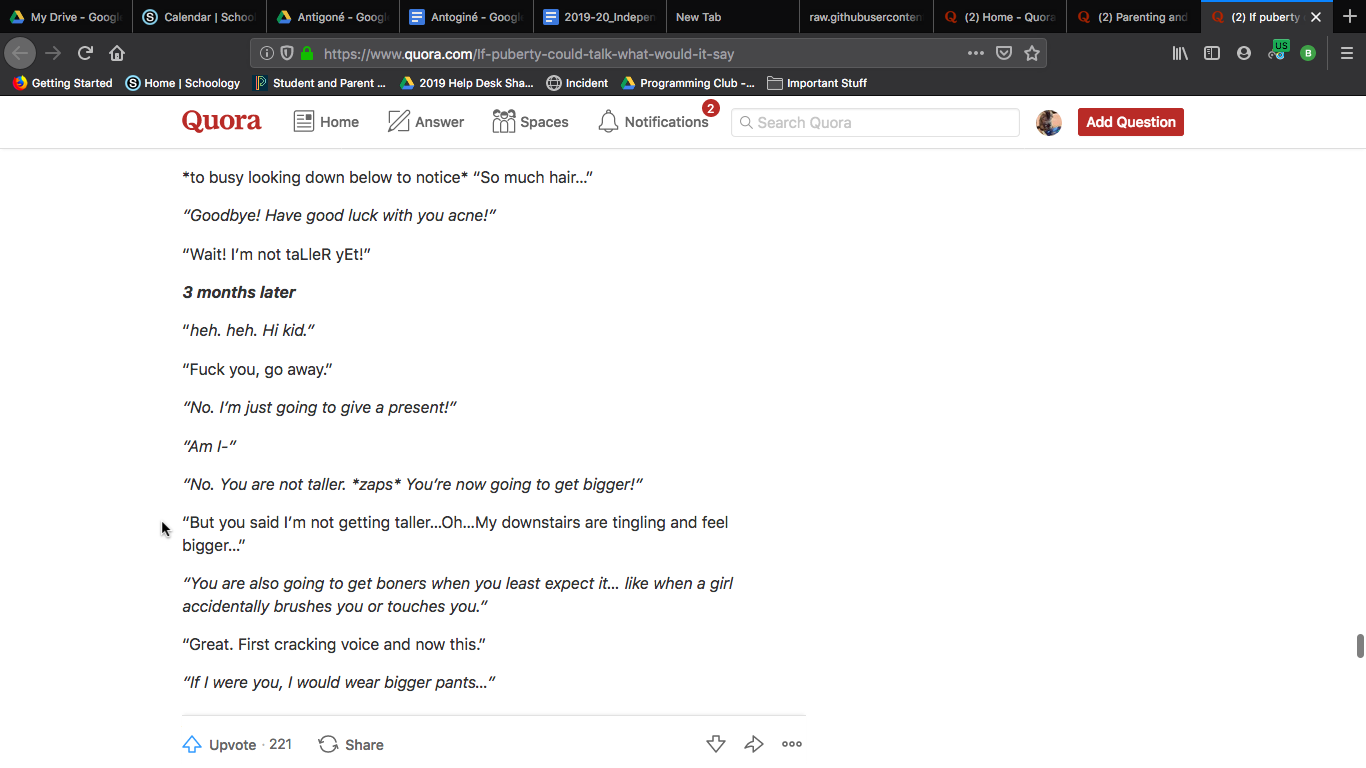 My Drive - Googl
Calendar | School
Antigoné - Googl
Antoginé - Googl
2019-20_Indepen
New Tab
raw.githubusercontent
(2) Home - Quora
(2) Parenting and
(2) If puberty
https://www.quora.com/If-puberty-could-talk-what-would-it-say
US
B
Getting Started
Home | Schoology
Student and Parent ...
2019 Help Desk Sha...
Incident
Programming Club -...
Important Stuff
Quora
Home
Answer
Spaces
Notifications
2
Search Quora
Add Question
*to busy looking down below to notice* “So much hair…”
“Goodbye! Have good luck with you acne!”
“Wait! I’m not taLleR yEt!”
3 months later
“heh. heh. Hi kid.”
“Fuck you, go away.”
“No. I’m just going to give a present!”
“Am I-”
“No. You are not taller. *zaps* You’re now going to get bigger!”
“But you said I’m not getting taller…Oh…My downstairs are tingling and feel
bigger…”
“You are also going to get boners when you least expect it… like when a girl
accidentally brushes you or touches you.”
“Great. First cracking voice and now this.”
“If I were you, I would wear bigger pants…”
Upvote · 221
Share